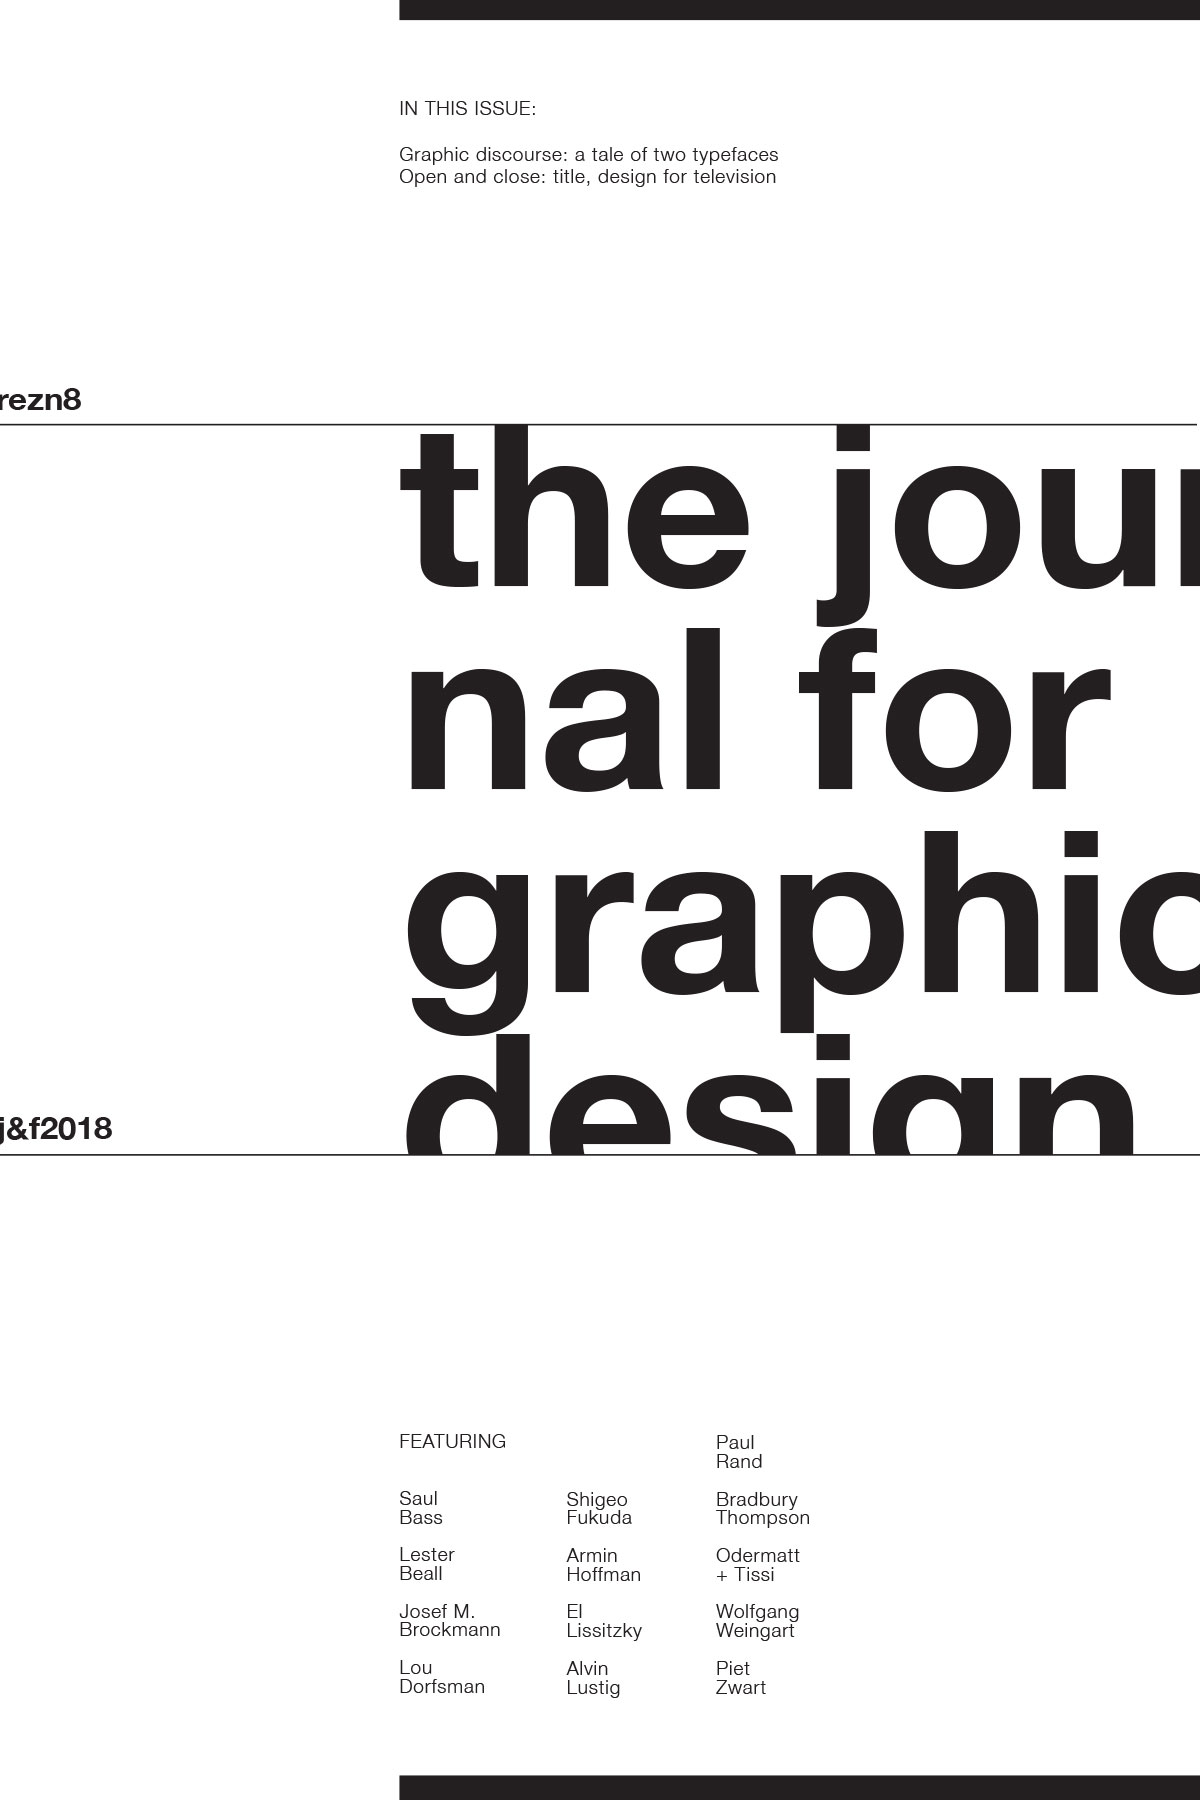 IN THIS ISSUE:
Graphic discourse: a tale of two typefaces
Open and close: title, design for television
rezn8
the jour
nal for
graphic
design
j&f2018
FEATURING
Saul
Bass
Lester
Beall
Josef M.
Brockmann
Lou
Dorfsman
Shigeo
Fukuda
Armin
Hoffman
El
Lissitzky
Alvin
Lustig
Paul
Rand
Bradbury
Thompson
Odermatt
+ Tissi
Wolfgang
Weingart
Piet
Zwart